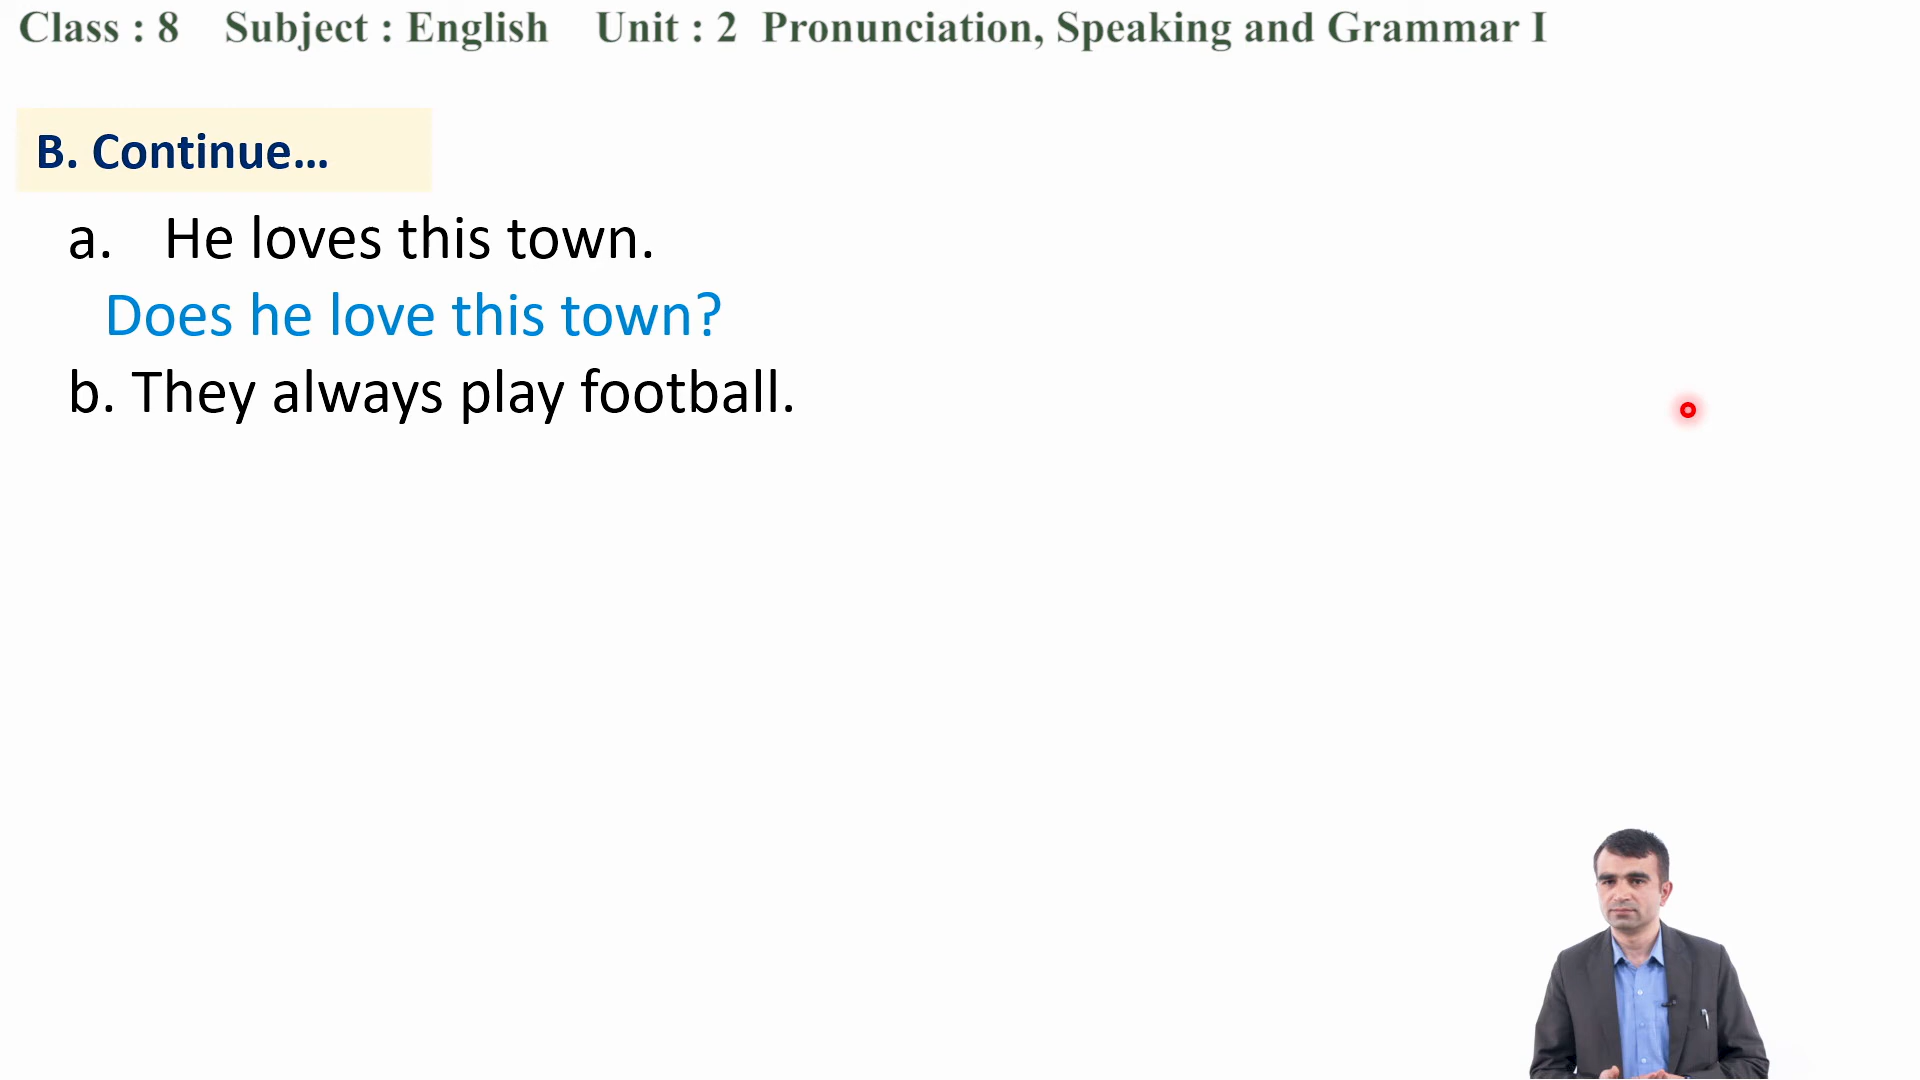 Class : 8 Subject : English Unit : 2 Pronunciation, Speaking and Grammar I
B. Continue...
a. He loves this town.
Does he love this town?
b. They always play football.